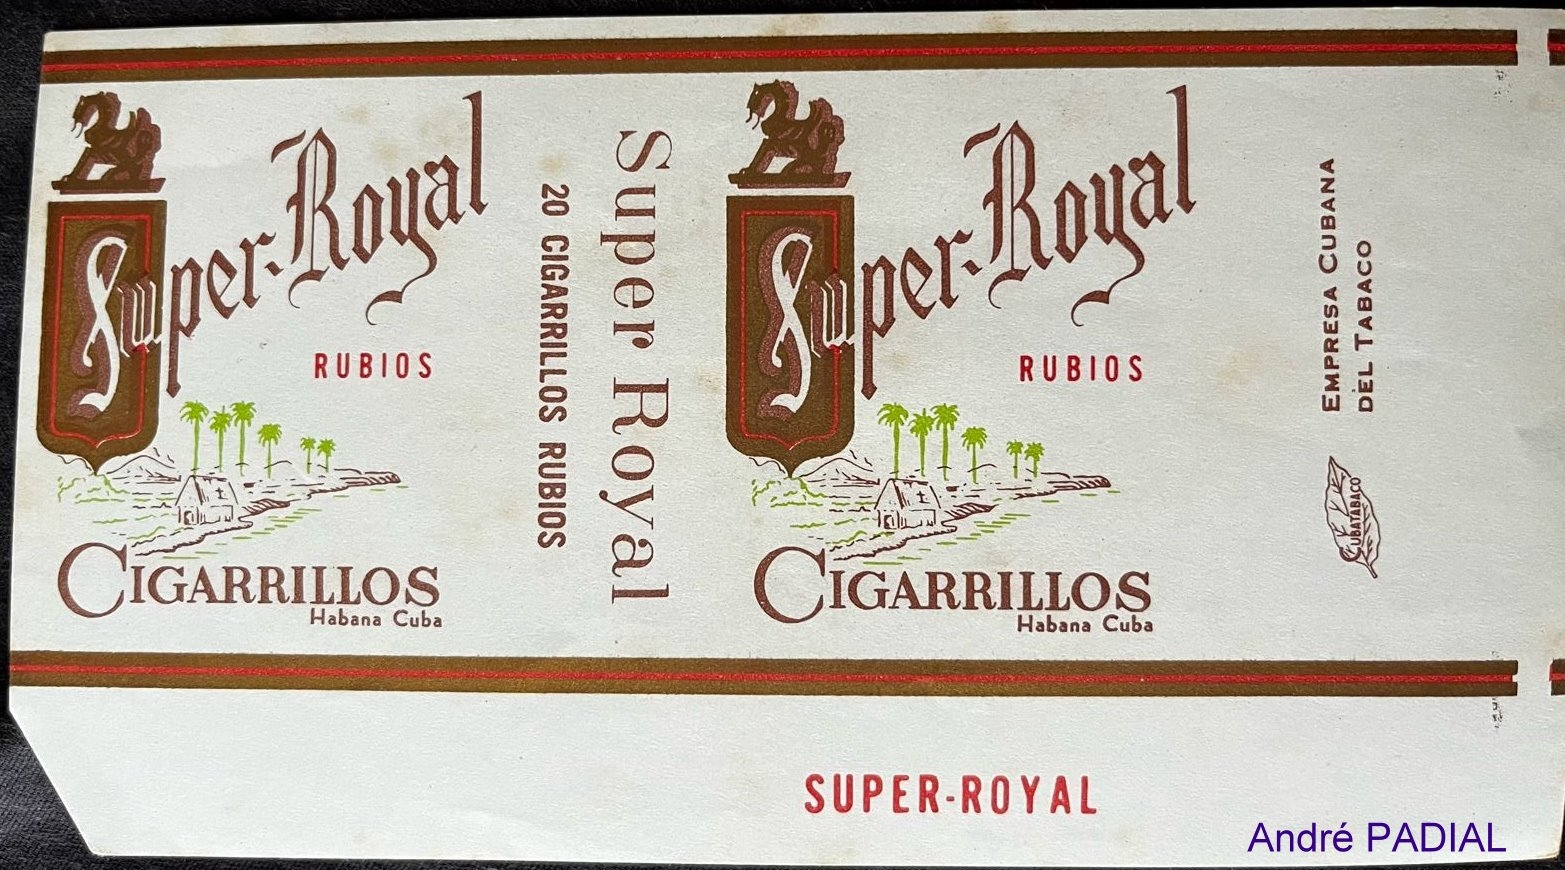 Super-Royal
RUBIOS
CIGARRILLOS
Habana Cuba
20 CIGARRILLOS RUBIOS
Super Royal
Super-Royal
RUBIOS
CIGARRILLOS
Habana Cuba
EMPRESA CUBANA
DEL TABACO
CUBATABACO
SUPER-ROYAL
André PADIAL